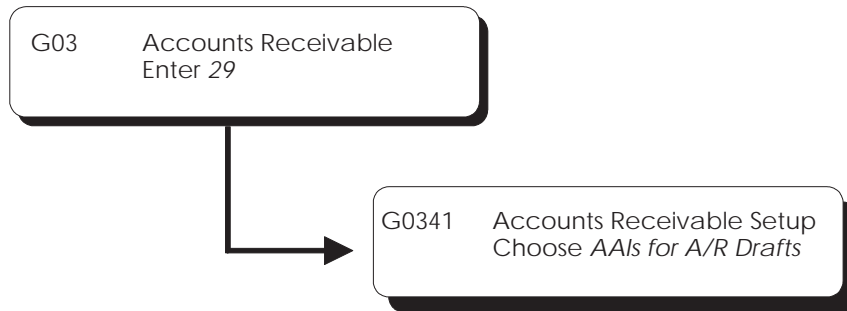 G03 Accounts Receivable
Enter 29
G0341 Accounts Receivable Setup
Choose AAIs for A/R Drafts